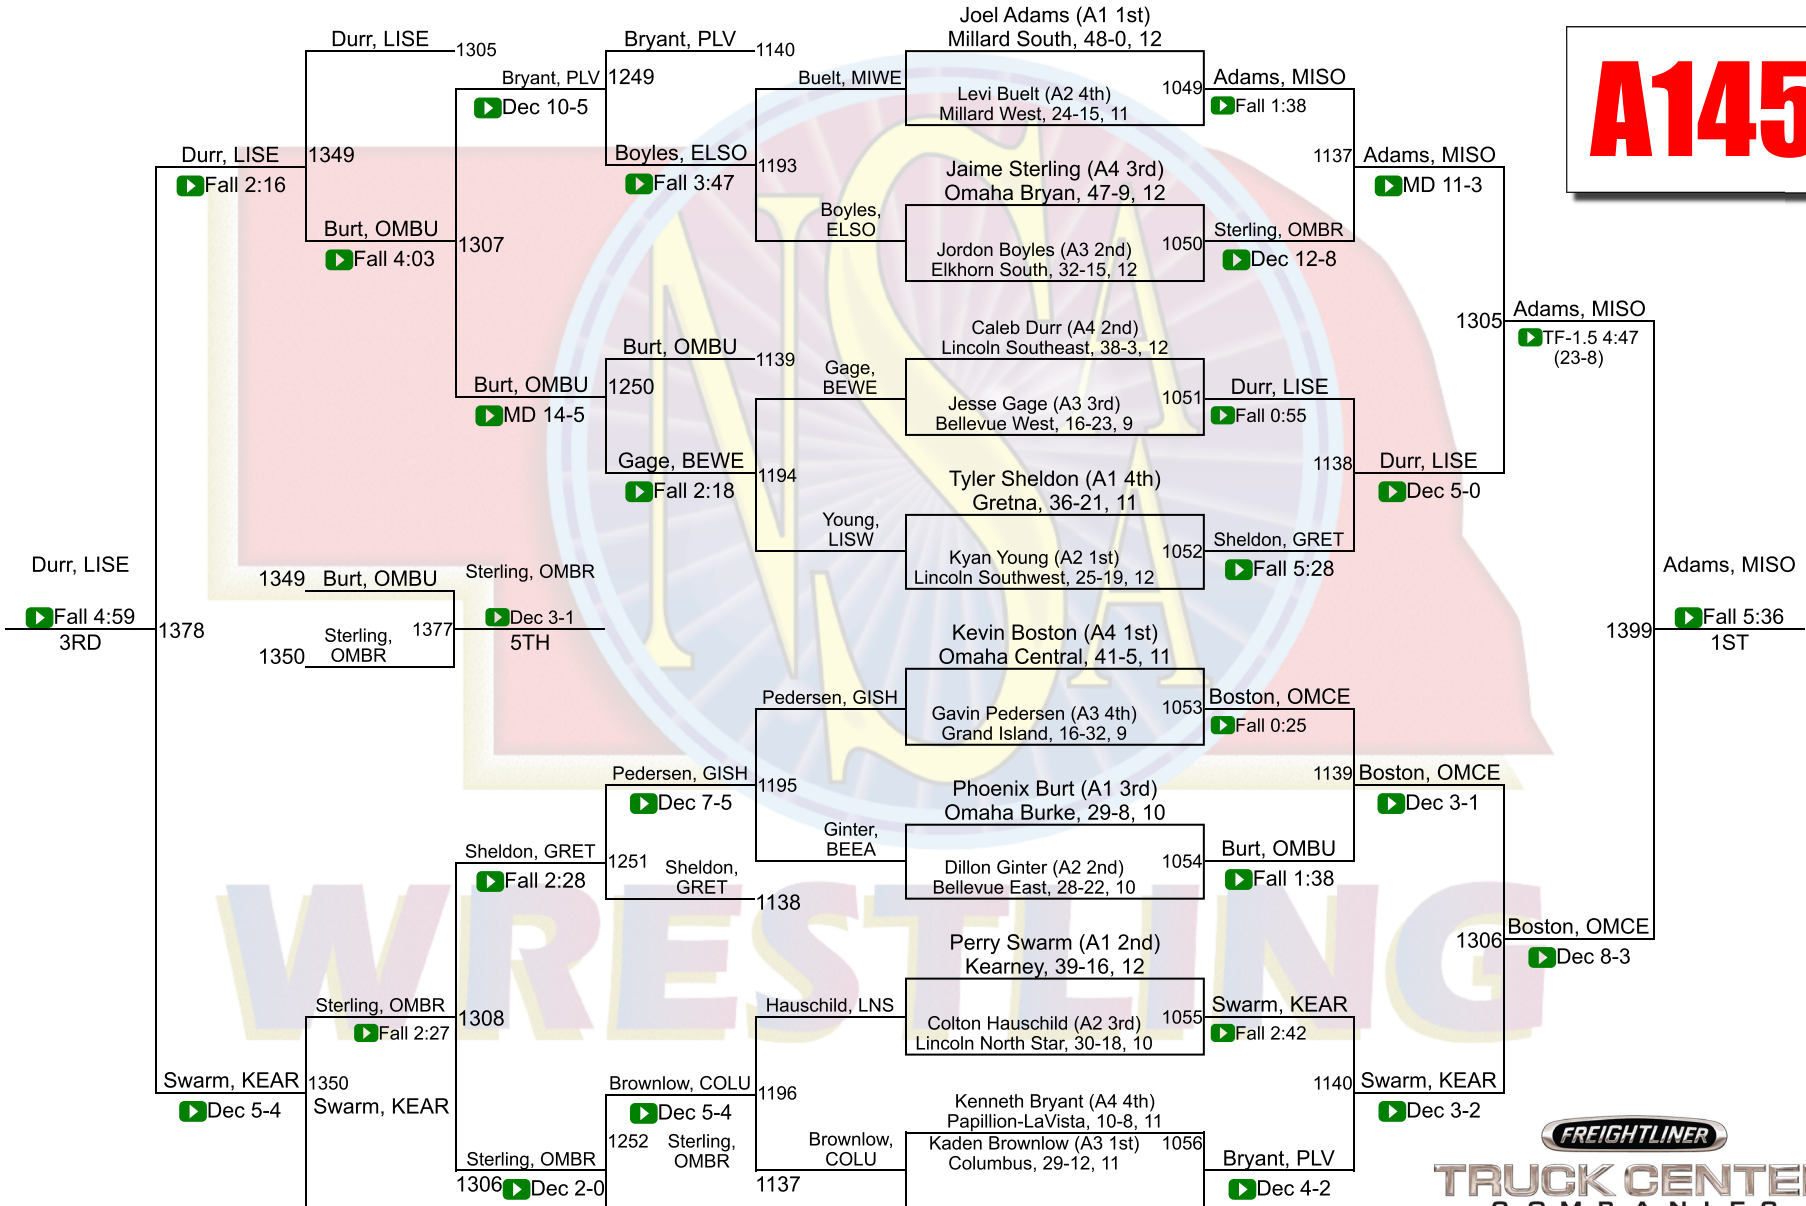 Joel Adams (A1 1st)
Millard South, 48-0, 12
Levi Buelt (A2 4th)
Millard West, 24-15, 11
1049
Jaime Sterling (A4 3rd)
Omaha Bryan, 47-9, 12
Jordon Boyles (A3 2nd)
Elkhorn South, 32-15, 12
1050
Caleb Durr (A4 2nd)
Lincoln Southeast, 38-3, 12
Jesse Gage (A3 3rd)
Bellevue West, 16-23, 9
1051
Tyler Sheldon (A1 4th)
Gretna, 36-21, 11
Kyan Young (A2 1st)
Lincoln Southwest, 25-19, 12
1052
Kevin Boston (A4 1st)
Omaha Central, 41-5, 11
Gavin Pedersen (A3 4th)
Grand Island, 16-32, 9
1053
Phoenix Burt (A1 3rd)
Omaha Burke, 29-8, 10
Dillon Ginter (A2 2nd)
Bellevue East, 28-22, 10
1054
Perry Swarm (A1 2nd)
Kearney, 39-16, 12
Colton Hauschild (A2 3rd)
Lincoln North Star, 30-18, 10
1055
Kenneth Bryant (A4 4th)
Papillion-LaVista, 10-8, 11
Kaden Brownlow (A3 1st)
Columbus, 29-12, 11
1056
Adams, MISO
Fall 1:38
Sterling, OMBR
Dec 12-8
Durr, LISE
Fall 0:55
Sheldon, GRET
Fall 5:28
Boston, OMCE
Fall 0:25
Burt, OMBU
Fall 1:38
Swarm, KEAR
Fall 2:42
Bryant, PLV
Dec 4-2
1137
Adams, MISO
MD 11-3
1138
Durr, LISE
Dec 5-0
1139
Boston, OMCE
Dec 3-1
1140
Swarm, KEAR
Dec 3-2
1305
Adams, MISO
TF-1.5 4:47
(23-8)
1306
Boston, OMCE
Dec 8-3
1399
Adams, MISO
Fall 5:36
1ST
Buelt, MIWE
Boyles,
ELSO
Gage,
BEWE
Young,
LISW
Pedersen, GISH
Ginter,
BEEA
Hauschild, LNS
Brownlow,
COLU
Bryant, PLV
1140
Boyles, ELSO
1193
Fall 3:47
Burt, OMBU
1139
Gage, BEWE
1194
Fall 2:18
Pedersen, GISH
1195
Dec 7-5
Sheldon,
GRET
1138
Brownlow, COLU
1196
Dec 5-4
Sterling,
OMBR
1137
Bryant, PLV
1249
Dec 10-5
Burt, OMBU
1250
MD 14-5
Sheldon, GRET
1251
Fall 2:28
Sterling, OMBR
1252
Dec 2-0
Durr, LISE
1305
Burt, OMBU
1307
Fall 4:03
Sterling, OMBR
1308
Fall 2:27
Swarm, KEAR
1306
Durr, LISE
1349
Fall 2:16
Swarm, KEAR
1350
Dec 5-4
Durr, LISE
Fall 4:59
3RD
1378
1349
Burt, OMBU
1350
Sterling,
OMBR
1377
Sterling, OMBR
Dec 3-1
5TH
A145
NSAA
WRESTLING
FREIGHTLINER
TRUCK CENTE